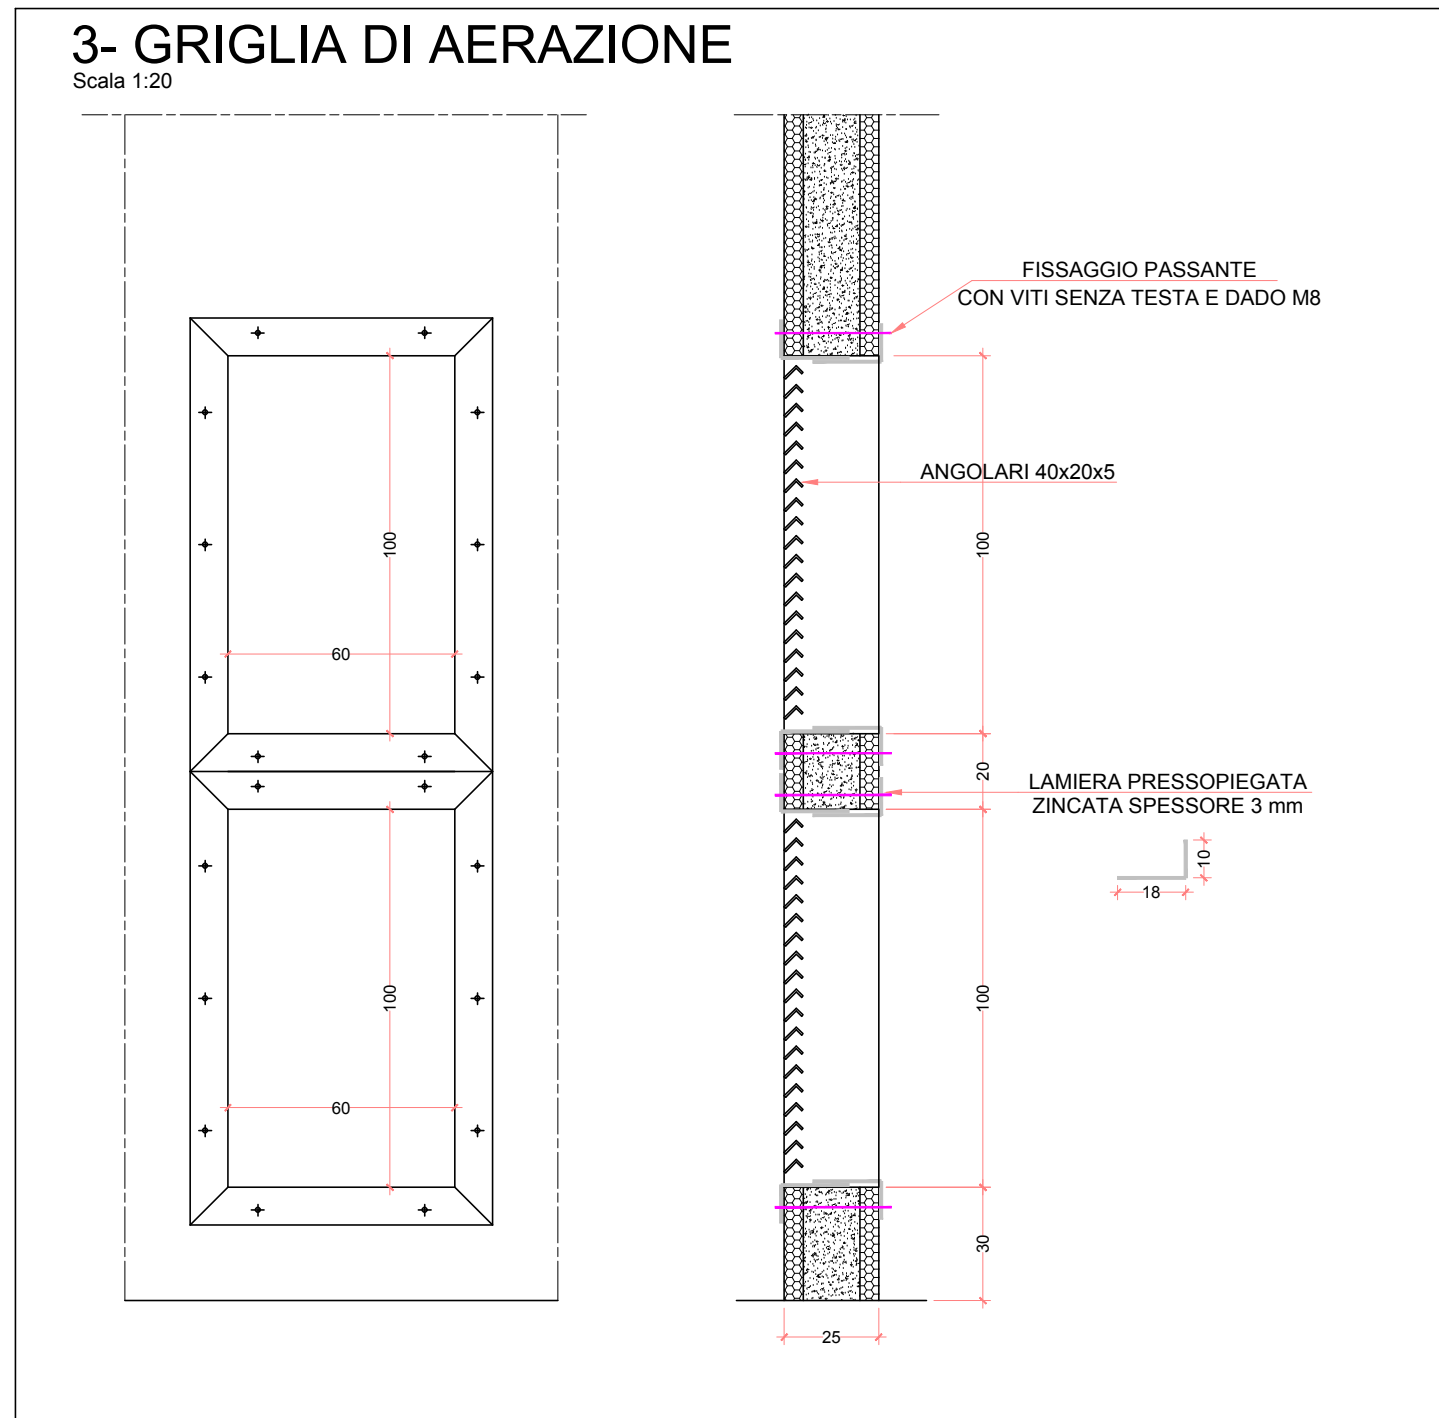 3- GRIGLIA DI AERAZIONE
Scala 1:20
FISSAGGIO PASSANTE
CON VITI SENZA TESTA E DADO M8
ANGOLARI 40x20x5
100
100
60
20
LAMIERA PRESSOPIEGATA
ZINCATA SPESSORE 3 mm
10
18
100
100
60
30
25